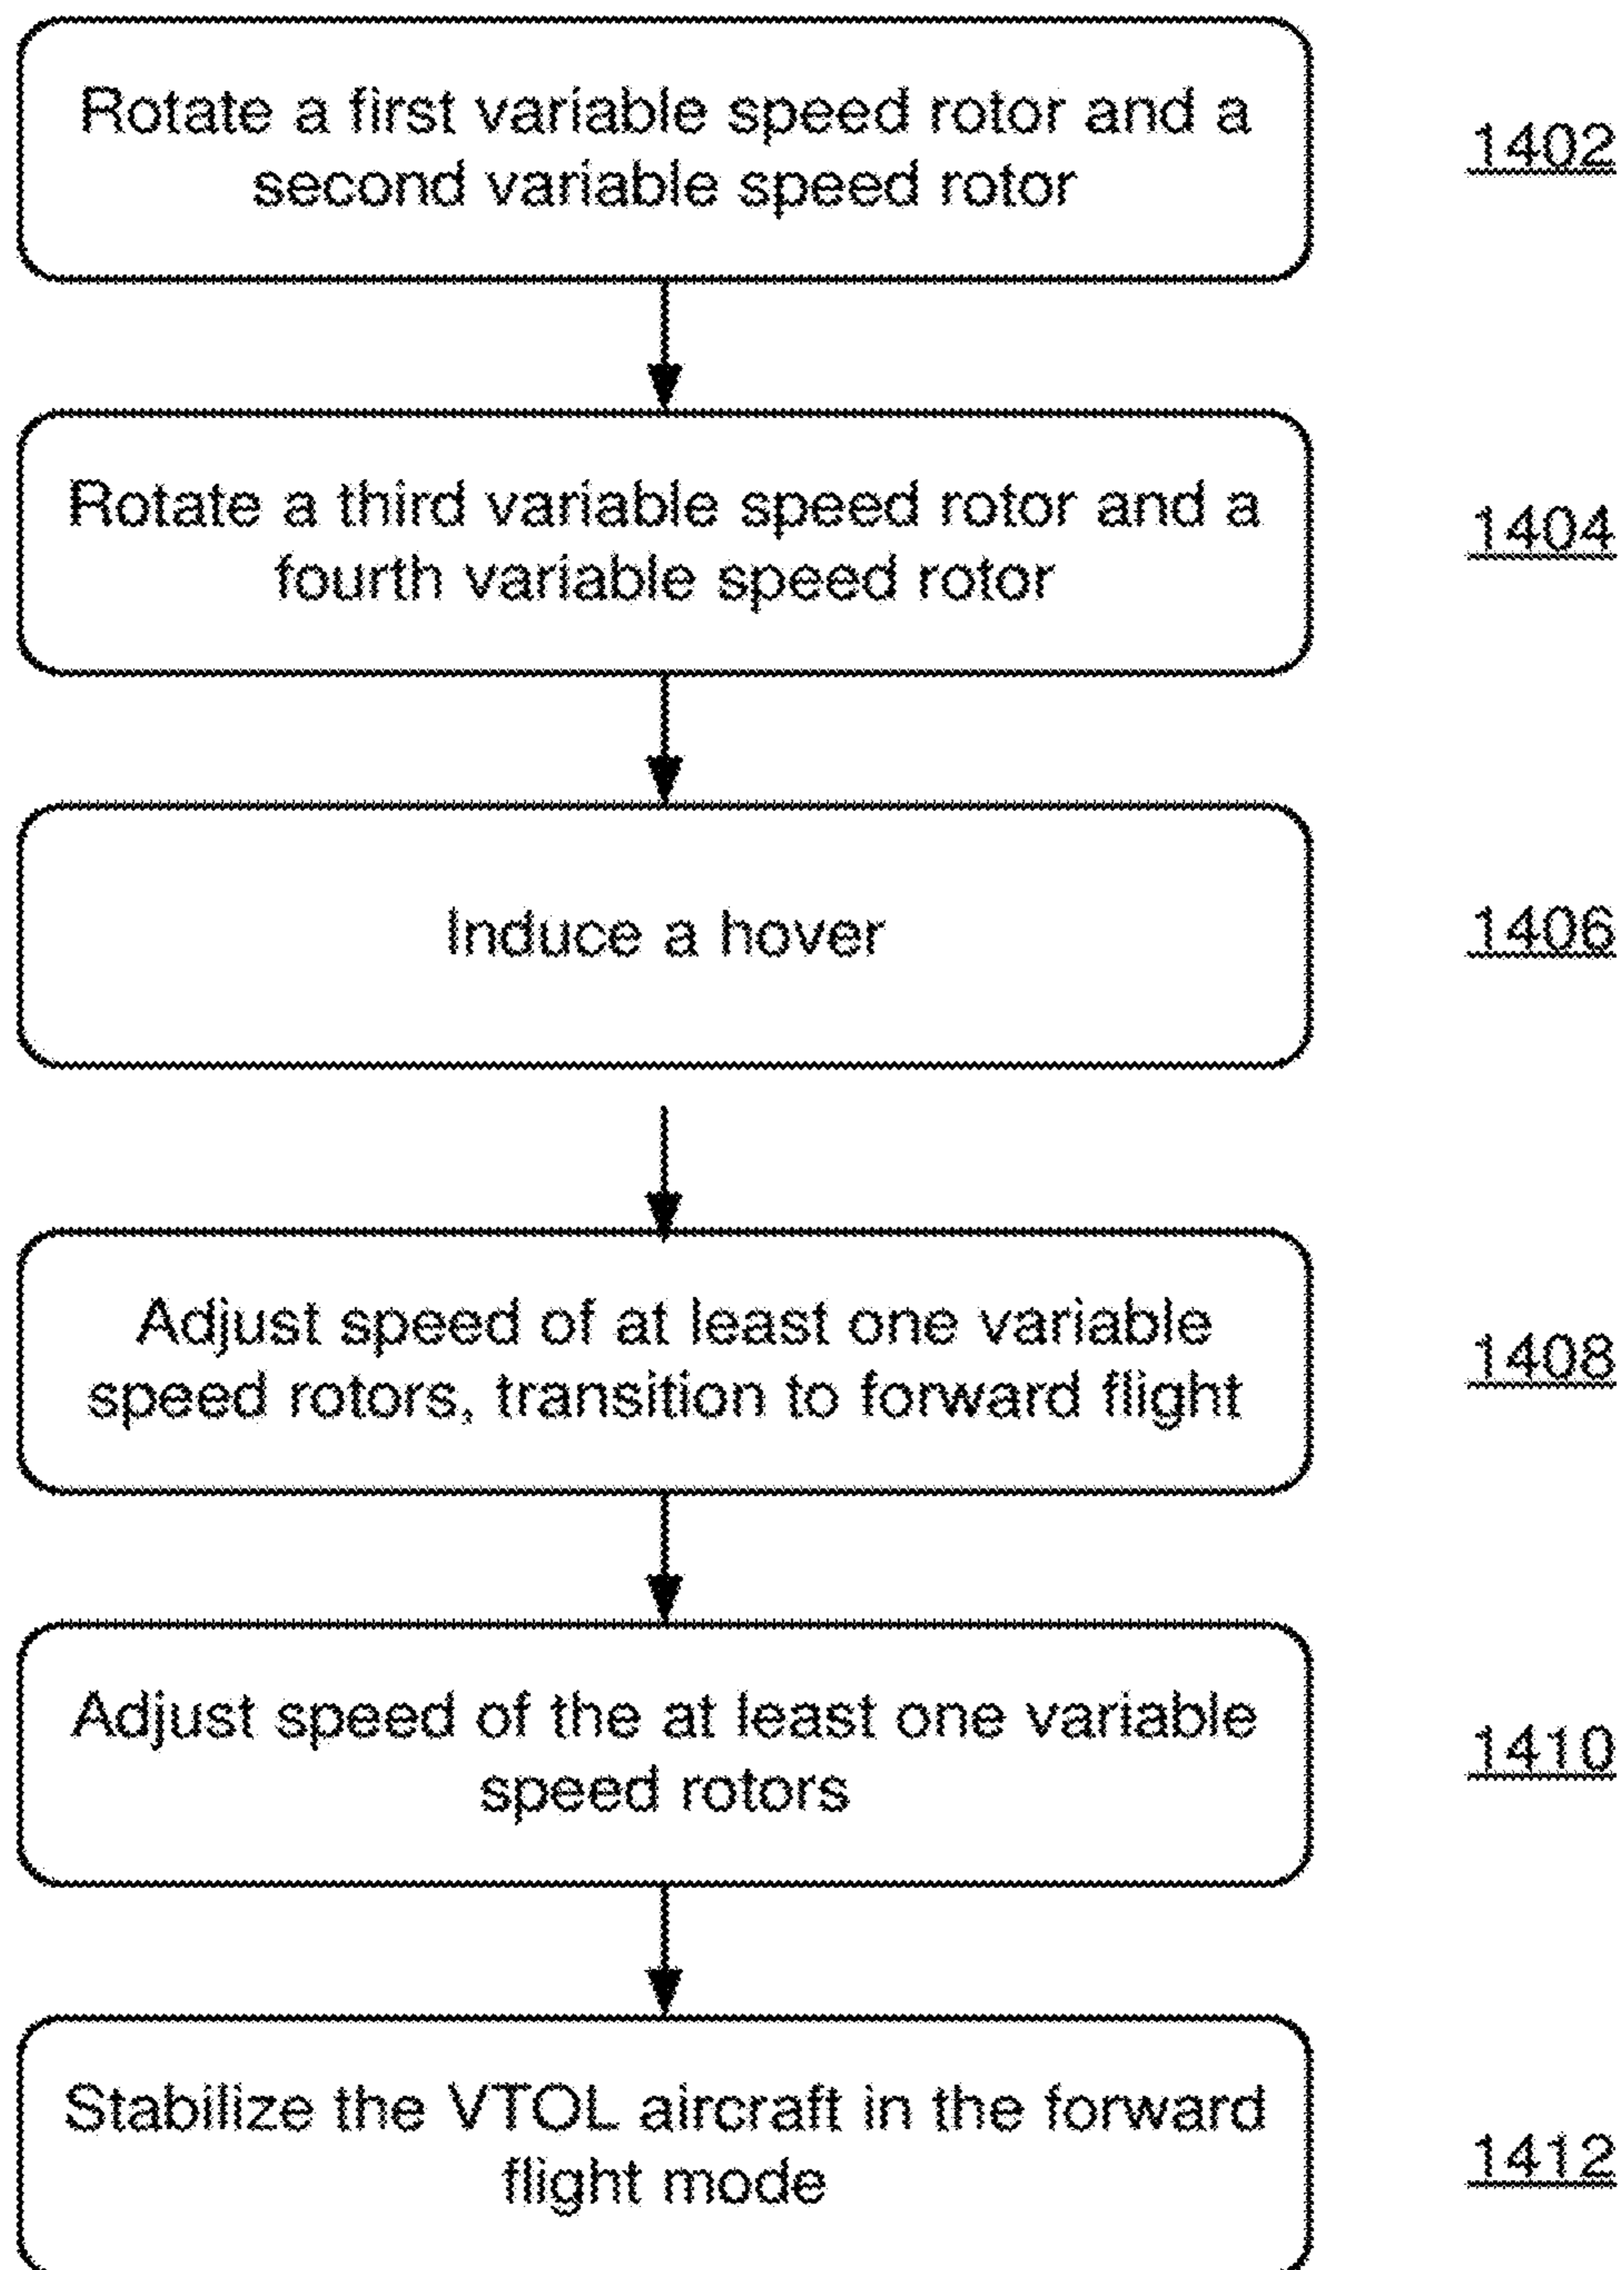 Rotate a first variable speed rotor and a
second variable speed rotor
1402
Rotate a third variable speed rotor and a
fourth variable speed rotor
1404
Induce a hover
1406
Adjust speed of at least one variable
speed rotors, transition to forward flight
1408
Adjust speed of the at least one variable
speed rotors
1410
Stabilize the VTOL aircraft in the forward
flight mode
1412